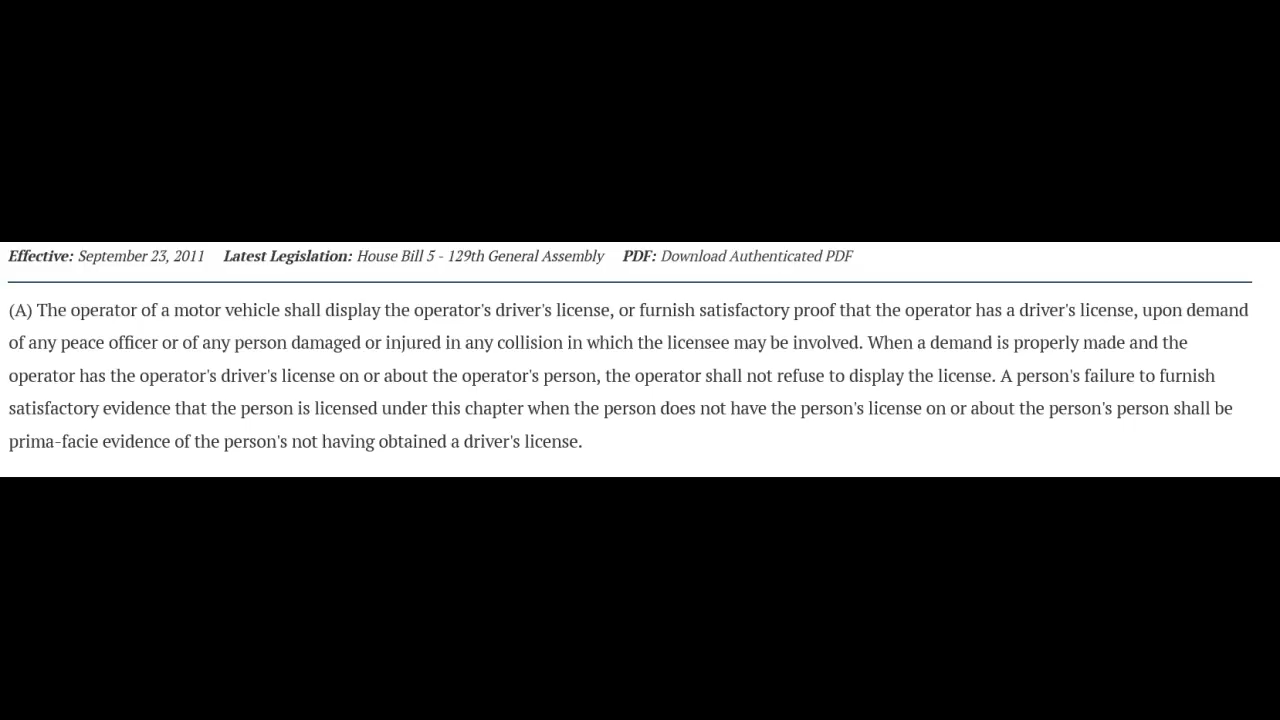 Effective: September 23, 2011 Latest Legislation: House Bill 5 - 129th General Assembly PDF: Download Authenticated PDF
(A) The operator of a motor vehicle shall display the operator's driver's license, or furnish satisfactory proof that the operator has a driver's license, upon demand
of any peace officer or of any person damaged or injured in any collision in which the licensee may be involved. When a demand is properly made and the
operator has the operator's driver's license on or about the operator's person, the operator shall not refuse to display the license. A person's failure to furnish
satisfactory evidence that the person is licensed under this chapter when the person does not have the person's license on or about the person's person shall be
prima-facie evidence of the person's not having obtained a driver's license.